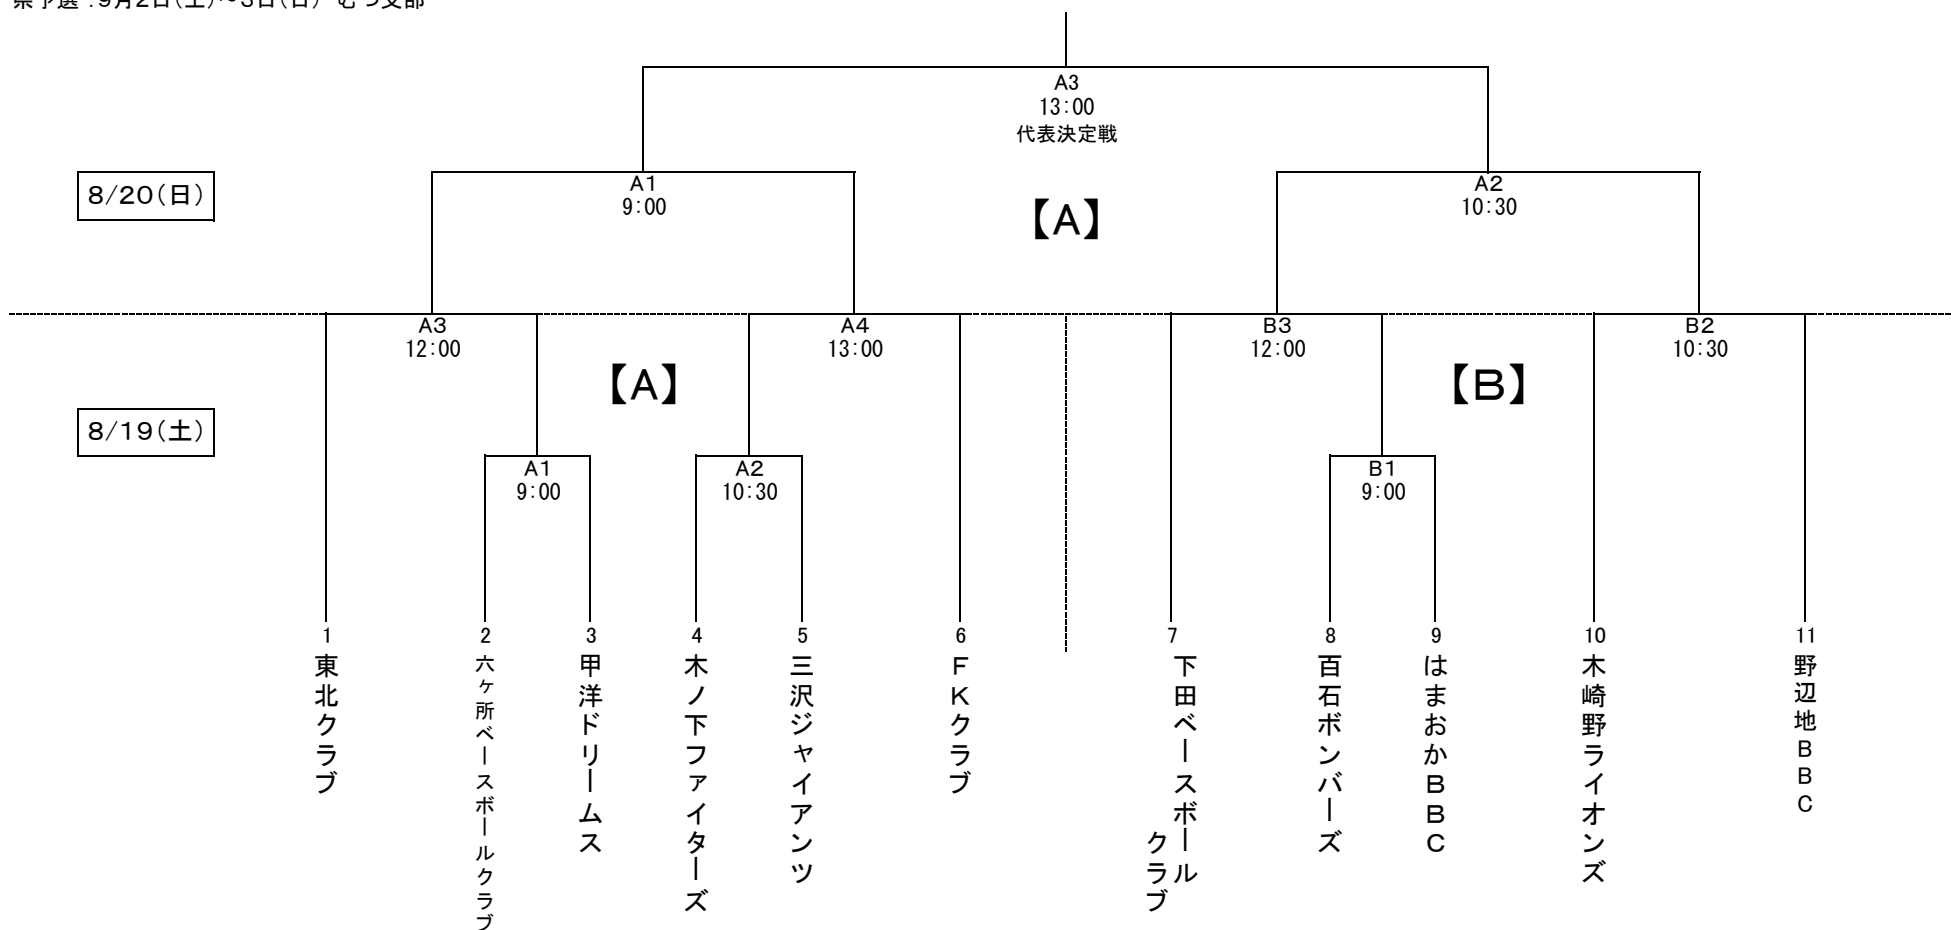 県予選：9月2日(土)～3日(日) むつ支部
A3
13:00
代表決定戦
8/20(日)
A1
9:00
【A】
A2
10:30
A3
12:00
A4
13:00
B3
12:00
B2
10:30
【A】
【B】
8/19(土)
A1
9:00
A2
10:30
B1
9:00
1
東北クラブ
2
六ヶ所ベースボールクラブ
3
甲洋ドリームス
4
木ノ下ファイターズ
5
三沢ジャイアンツ
6
FKクラブ
7
下田ベースボール
クラブ
8
百石ボンバーズ
9
はまおかBBC
10
木崎野ライオンズ
11
野辺地BBC